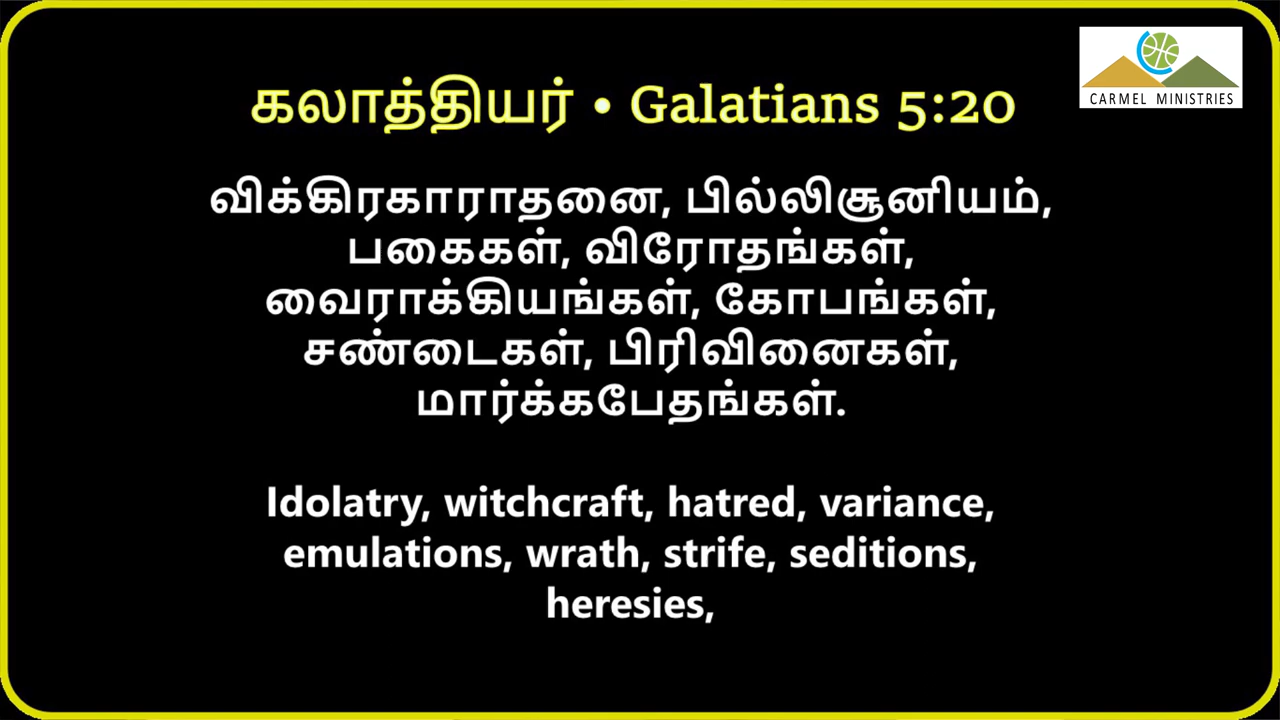 CARMEL MINISTRIES
கலாத்தியர் • Galatians 5:20
விக்கிரகாராதனை, பில்லிசூனியம்,
பகைகள், விரோதங்கள்,
வைராக்கியங்கள், கோபங்கள்,
சண்டைகள், பிரிவினைகள்,
மார்க்கபேதங்கள்.
Idolatry, witchcraft, hatred, variance,
emulations, wrath, strife, seditions,
heresies,